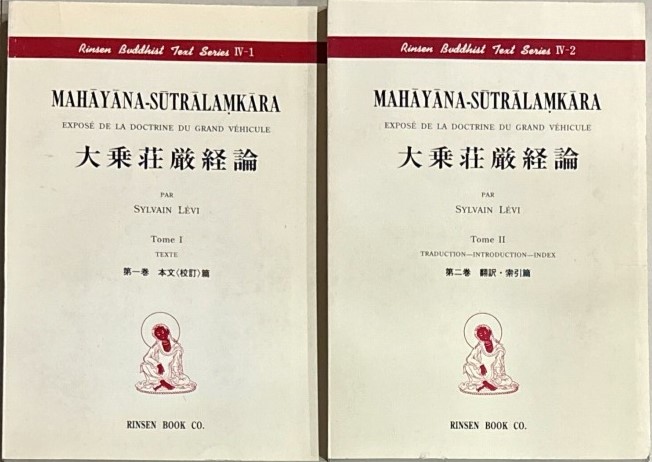 Rinsen Buddhist Text Series IV-1
MAHĀYĀNA-SŪTRĀLAṂKĀRA
EXPOSÉ DE LA DOCTRINE DU GRAND VÉHICULE
大乗荘厳経論
PAR
SYLVAIN LÉVI
Tome I
TEXTE
第一巻 本文〈校訂〉篇
RINSEN BOOK CO.
Rinsen Buddhist Text Series IV-2
MAHĀYĀNA-SŪTRĀLAṂKĀRA
EXPOSÉ DE LA DOCTRINE DU GRAND VÉHICULE
大乗荘厳経論
PAR
SYLVAIN LÉVI
Tome II
TRADUCTION—INTRODUCTION—INDEX
第二巻 翻訳・索引篇
RINSEN BOOK CO.